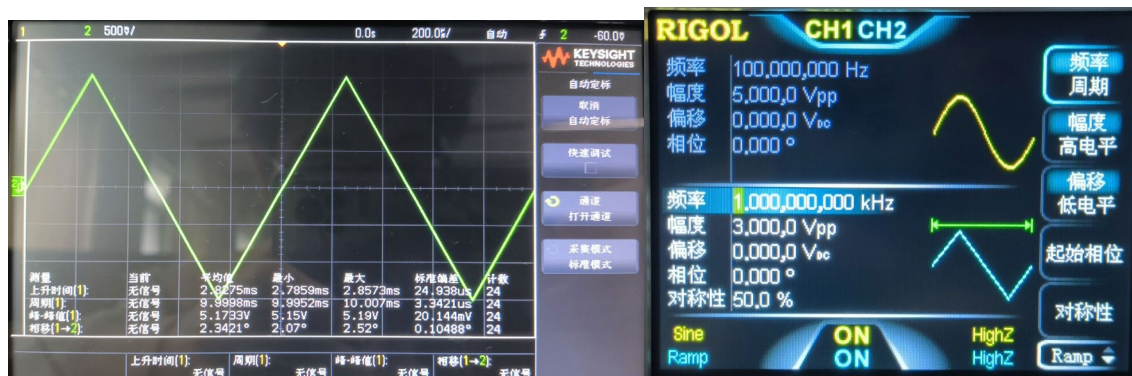 1 2 500♥/ 0.0s 200.0␵/ 自动 ⨍ 2 -60.0♥
KEYSIGHT
TECHNOLOGIES
自动定标
取消
自动定标
快速调试
通道
打开通道
采集模式
标准模式
测量 当前 平均值 最小 最大 标准偏差 计数
上升时间(1): 无信号 2.8275ms 2.7859ms 2.8573ms 24.938us 24
周期(1): 无信号 9.9998ms 9.9952ms 10.007ms 3.3421us 24
峰-峰值(1): 无信号 5.1733V 5.15V 5.19V 20.144mV 24
相移(1→2): 无信号 2.3421° 2.07° 2.52° 0.10488° 24
上升时间(1): 周期(1): 峰-峰值(1): 相移(1→2):
无信号 无信号 无信号 无信号
RIGOL CH1 CH2
频率 100,000,000 Hz
幅度 5.000,0 Vpp
偏移 0.000,0 VDC
相位 0.000 °
频率 1.000,000,000 kHz
幅度 3.000,0 Vpp
偏移 0.000,0 VDC
相位 0.000 °
对称性 50.0 %
Sine ON HighZ
Ramp ON HighZ
频率
周期
幅度
高电平
偏移
低电平
起始相位
对称性
Ramp